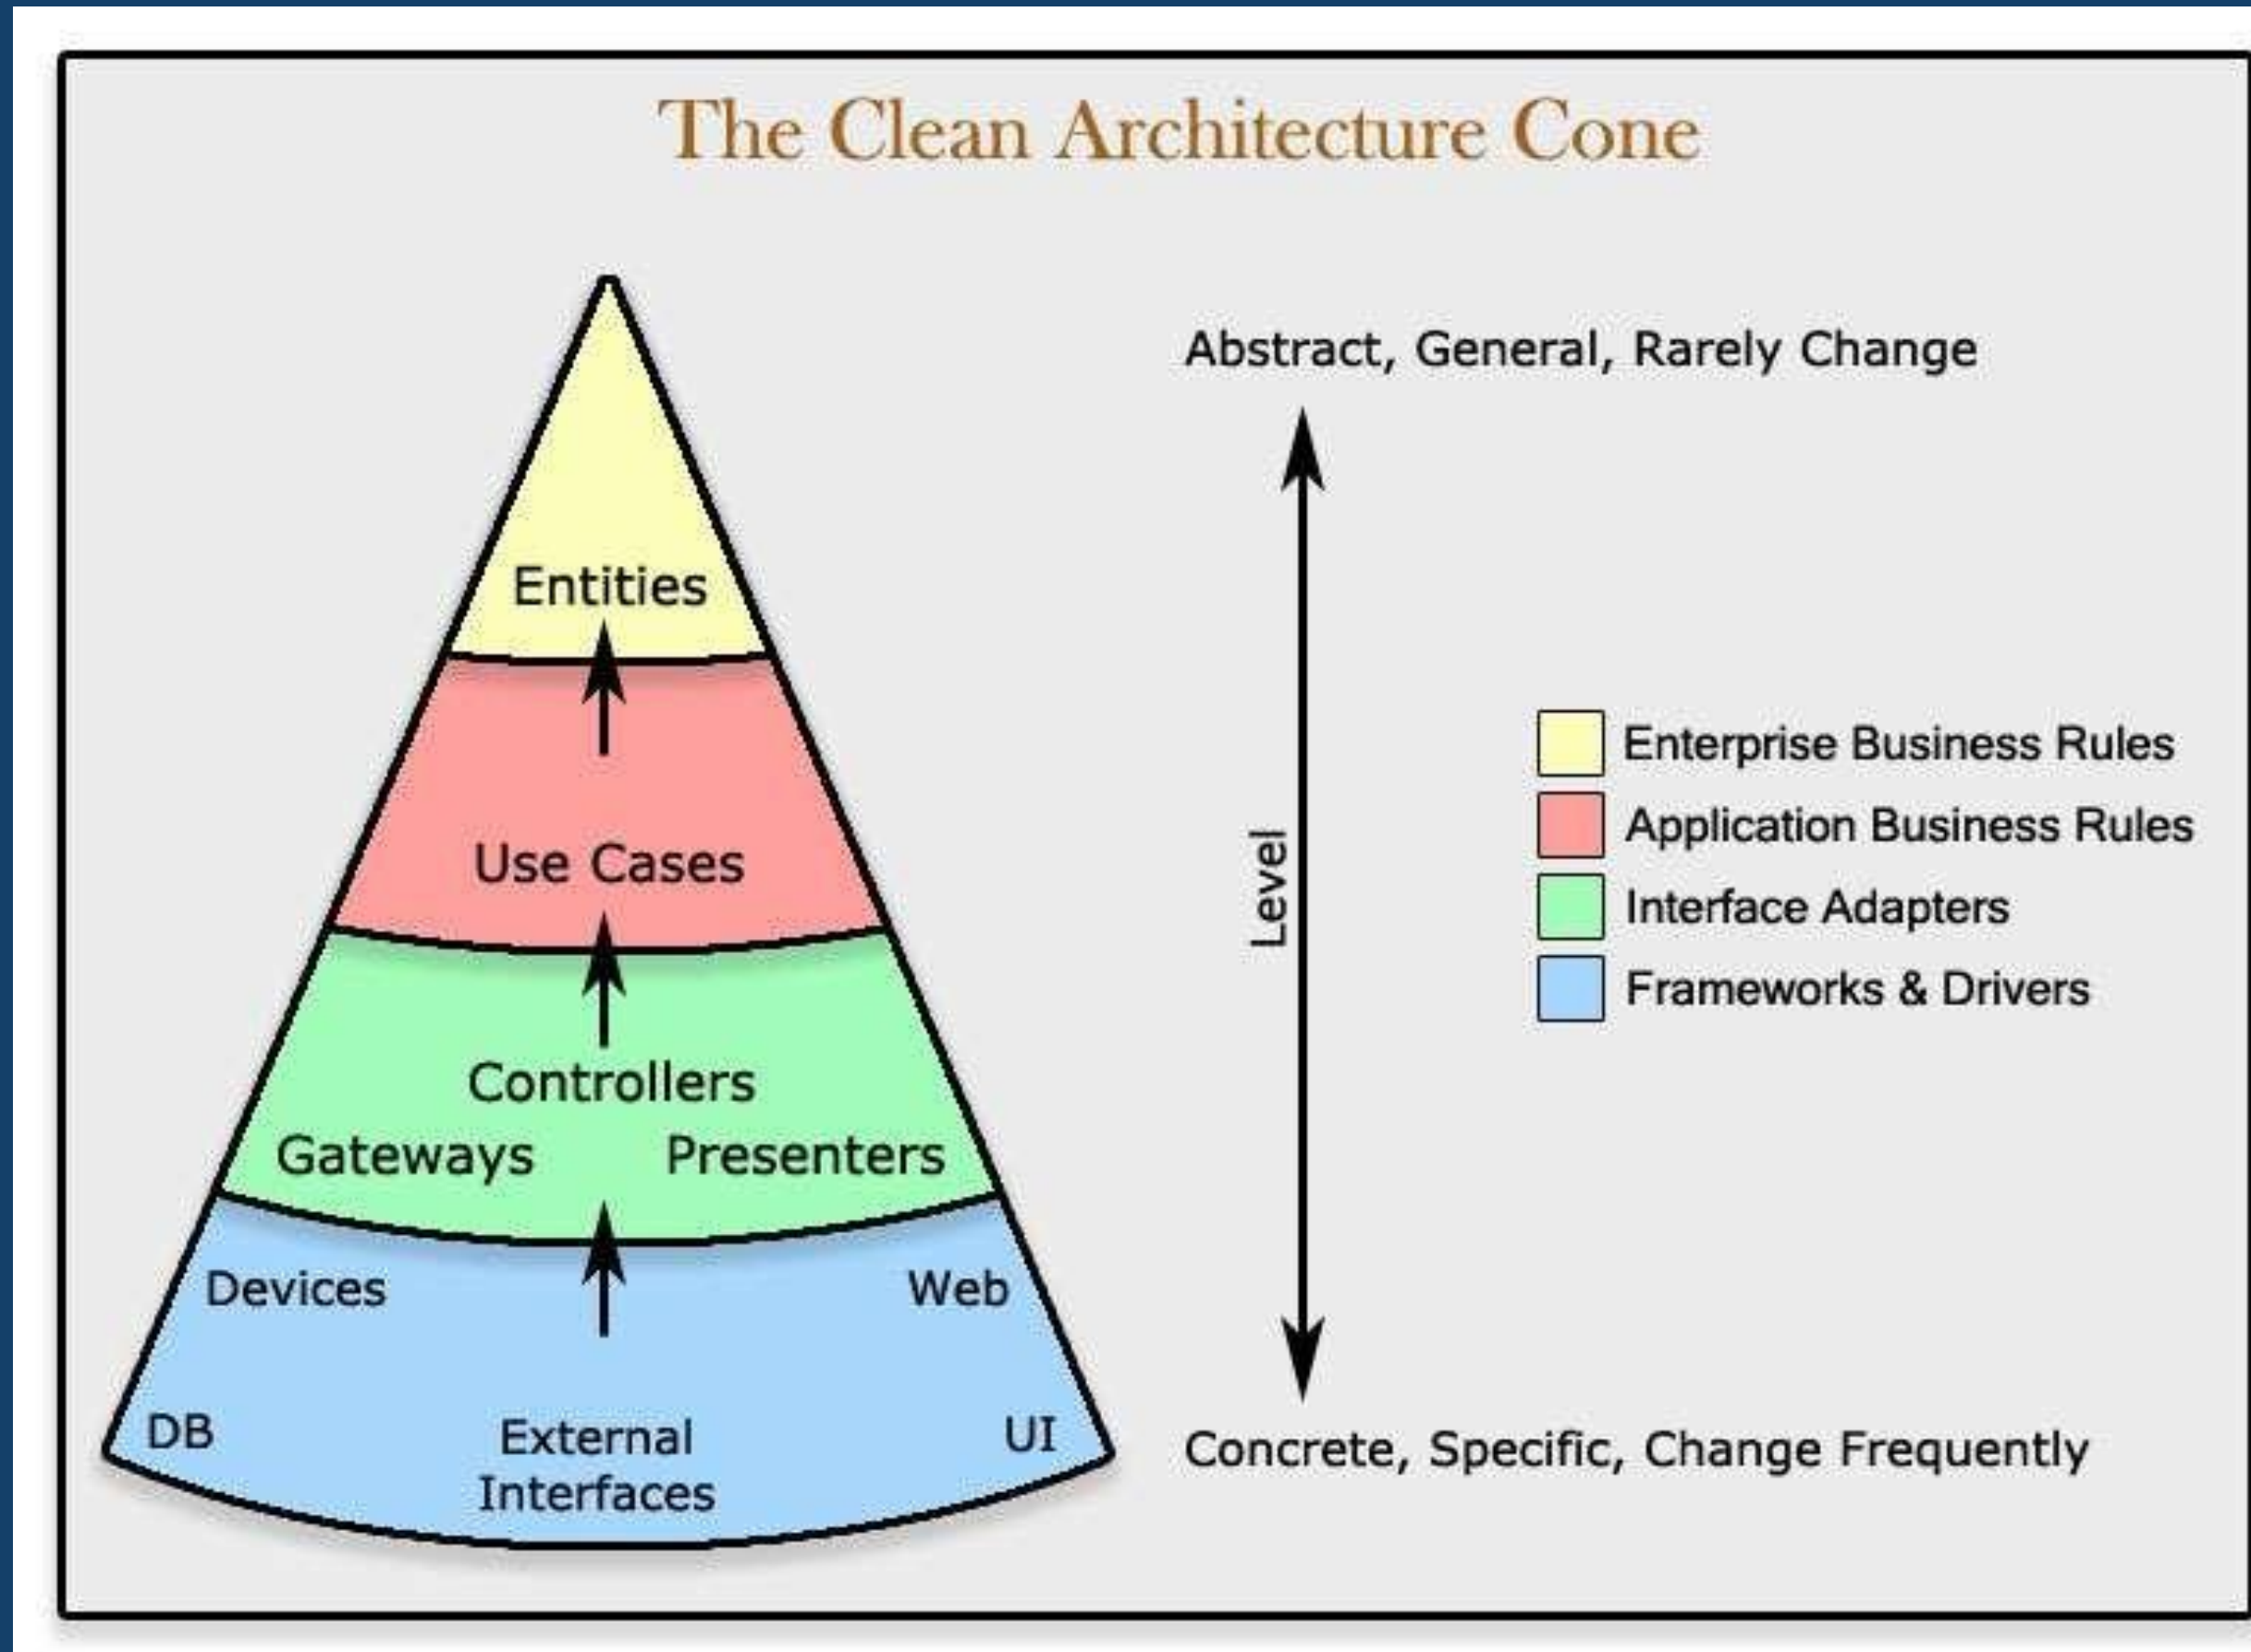 The Clean Architecture Cone
Abstract, General, Rarely Change
Entities
Use Cases
Controllers
Gateways Presenters
Devices Web
DB External UI
Interfaces
Level
Enterprise Business Rules
Application Business Rules
Interface Adapters
Frameworks & Drivers
Concrete, Specific, Change Frequently